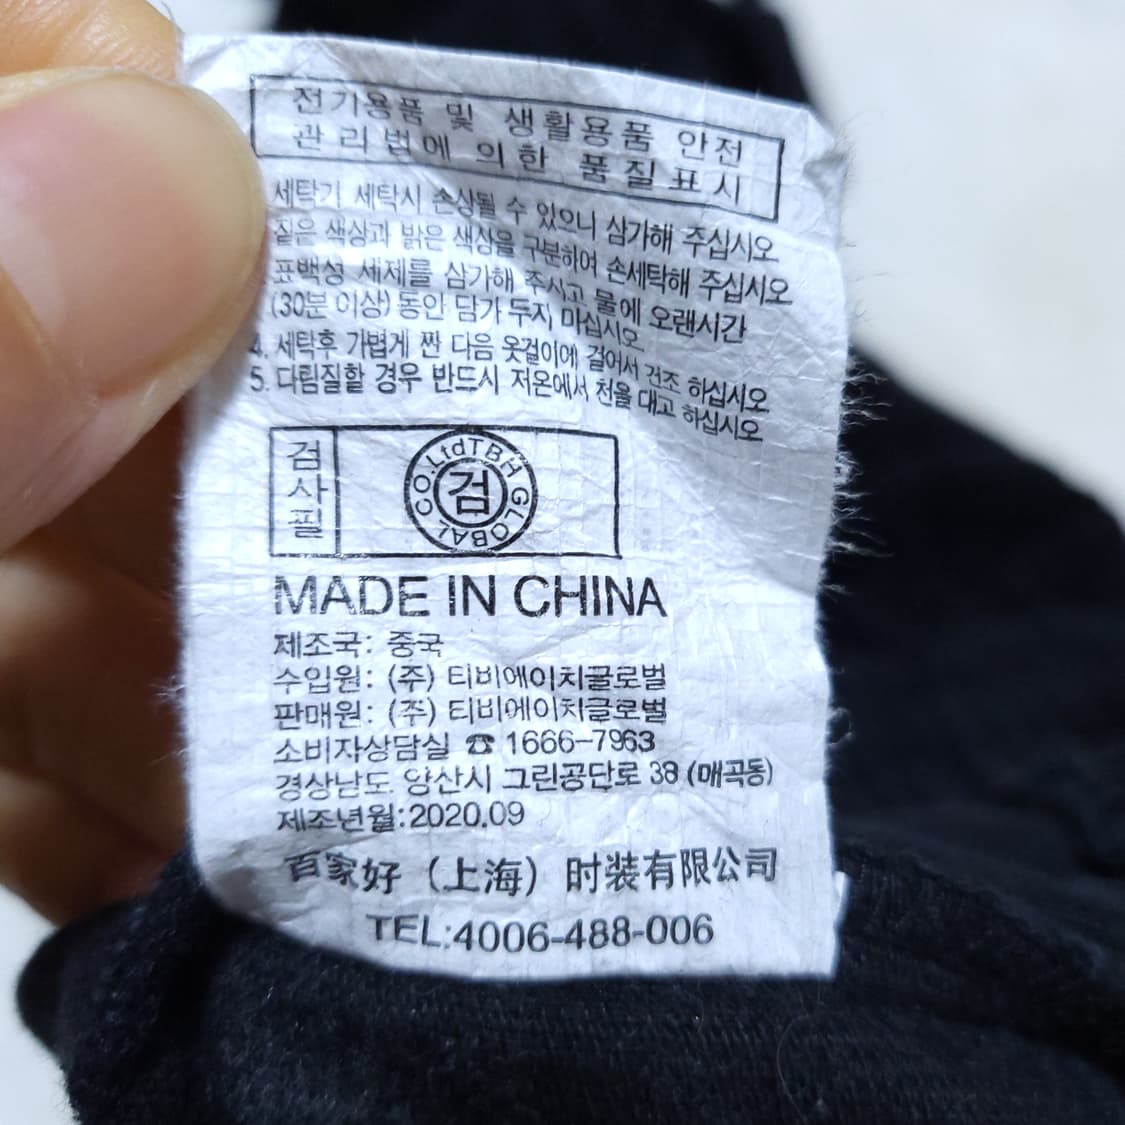 전기용품 및 생활용품 안전
관리법에 의한 품질표시
세탁기 세탁시 손상될 수 있으니 삼가해 주십시오
짙은 색상과 밝은 색상을 구분하여 손세탁해 주십시오
표백성 세제를 삼가해 주시고 물에 오랜시간
(30분 이상) 동안 담가 두지 마십시오
4. 세탁후 가볍게 짠 다음 옷걸이에 걸어서 건조 하십시오
5. 다림질할 경우 반드시 저온에서 천을 대고 하십시오
검사필
TBH GLOBAL CO.,Ltd
검
MADE IN CHINA
제조국: 중국
수입원: (주) 티비에이치글로벌
판매원: (주) 티비에이치글로벌
소비자상담실 ☎ 1666-7963
경상남도 양산시 그린공단로 38 (매곡동)
제조년월:2020.09
百家好（上海）时装有限公司
TEL:4006-488-006